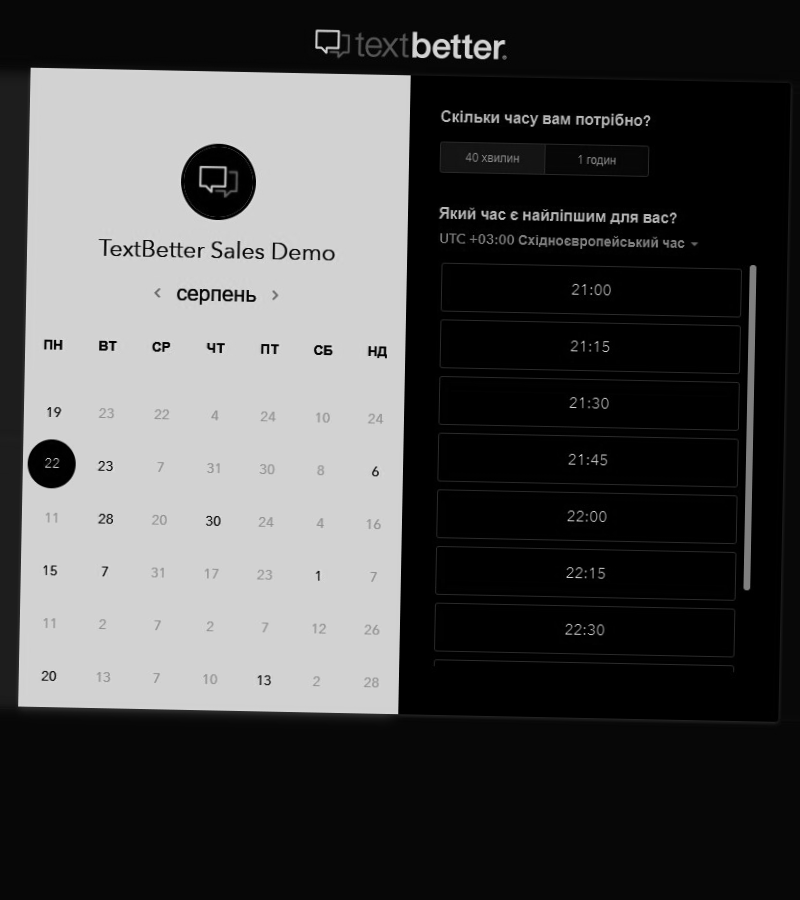 textbetter.
TextBetter Sales Demo
серпень
ПН ВТ СР ЧТ ПТ СБ НД
19 23 22 4 24 10 24
22 23 7 31 30 8 6
11 28 20 30 24 4 16
15 7 31 17 23 1 7
11 2 7 2 7 12 26
20 13 7 10 13 2 28
Скільки часу вам потрібно?
40 хвилин 1 годин
Який час є найліпшим для вас?
UTC +03:00 Східноєвропейський час
21:00
21:15
21:30
21:45
22:00
22:15
22:30